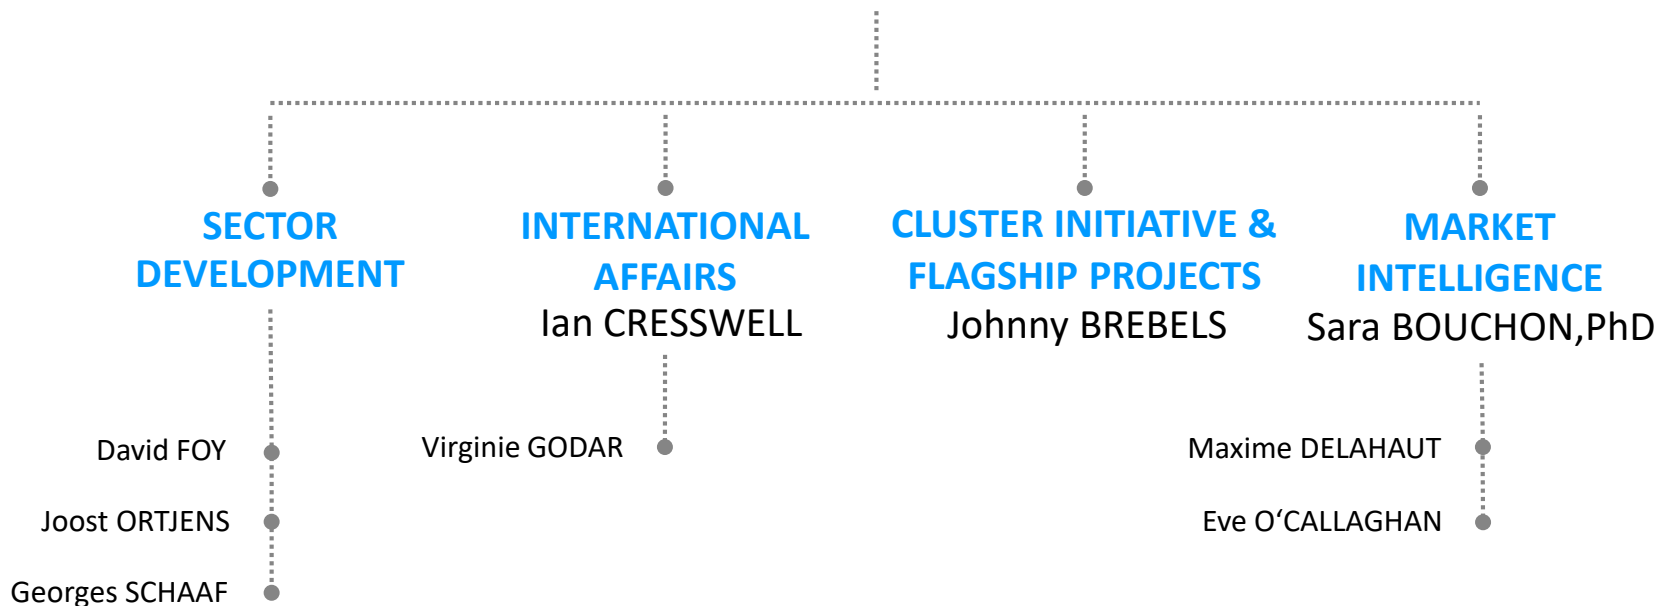 SECTOR
DEVELOPMENT
David FOY
Joost ORTJENS
Georges SCHAAF
INTERNATIONAL
AFFAIRS
Ian CRESSWELL
Virginie GODAR
CLUSTER INITIATIVE &
FLAGSHIP PROJECTS
Johnny BREBELS
MARKET
INTELLIGENCE
Sara BOUCHON,PhD
Maxime DELAHAUT
Eve O‘CALLAGHAN